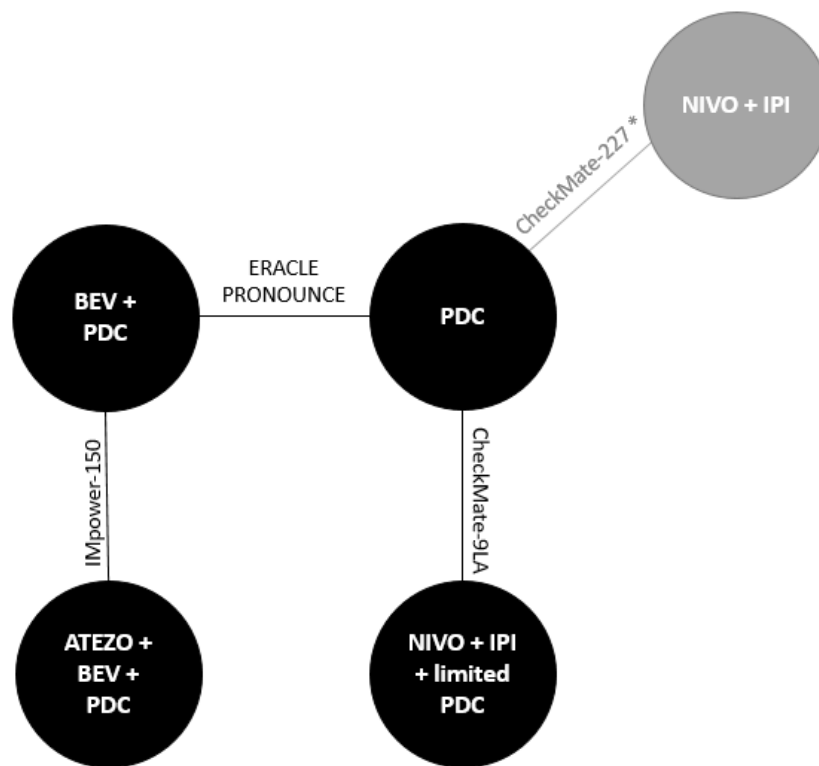 NIVO + IPI
CheckMate-227 *
BEV +
PDC
ERACLE
PRONOUNCE
PDC
IMpower-150
CheckMate-9LA
ATEZO +
BEV +
PDC
NIVO + IPI
+ limited
PDC